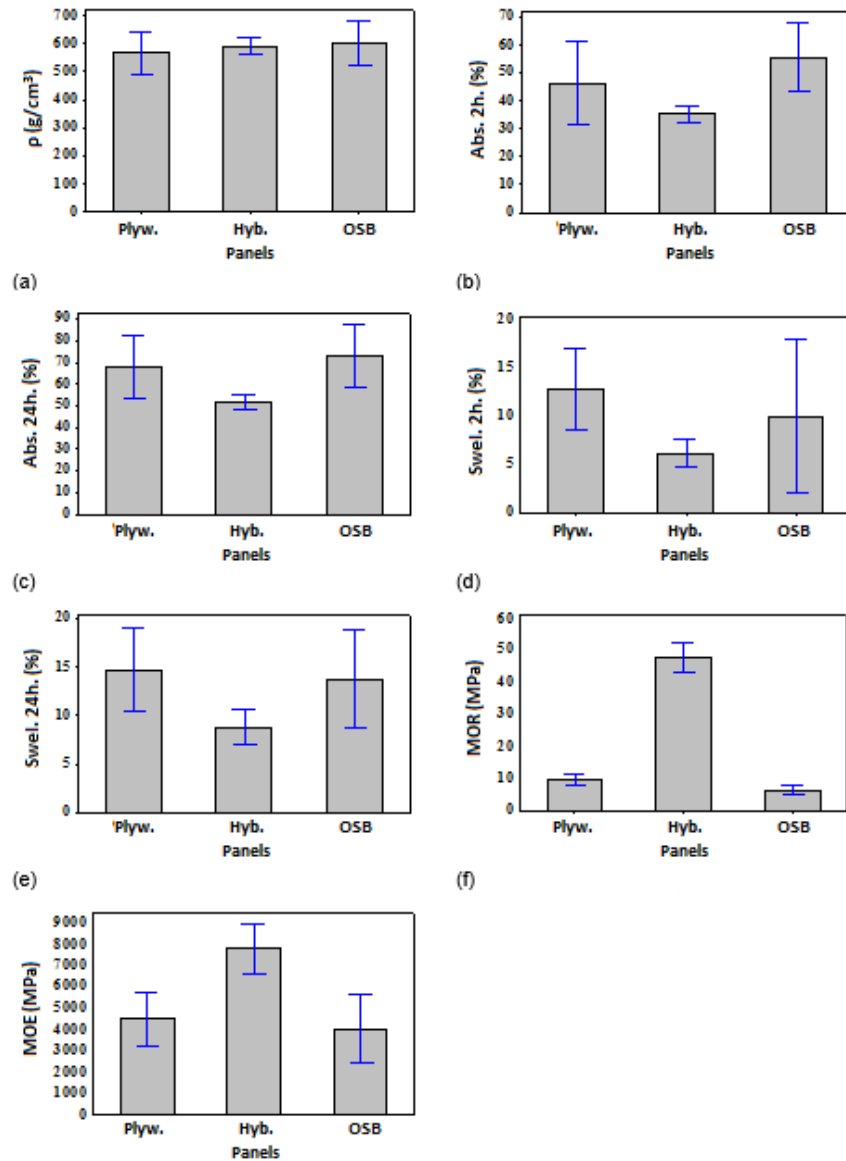 700
600
500
400
300
200
100
0
ρ (g/cm³)
Plyw. Hyb. OSB
Panels
(a)
70
60
50
40
30
20
10
0
Abs. 2h. (%)
'Plyw. Hyb. OSB
Panels
(b)
90
80
70
60
50
40
30
20
10
0
Abs. 24h. (%)
'Plyw. Hyb. OSB
Panels
(c)
20
15
10
5
0
Swel. 2h. (%)
Plyw. Hyb. OSB
Panels
(d)
20
15
10
5
0
Swel. 24h. (%)
'Plyw. Hyb. OSB
Panels
(e)
60
50
40
30
20
10
0
MOR (MPa)
Plyw. Hyb. OSB
Panels
(f)
9000
8000
7000
6000
5000
4000
3000
2000
1000
0
MOE (MPa)
Plyw. Hyb. OSB
Panels